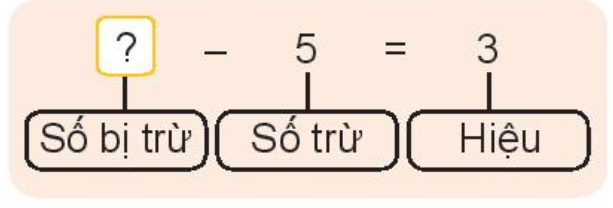 ? – 5 = 3
Số bị trừ Số trừ Hiệu